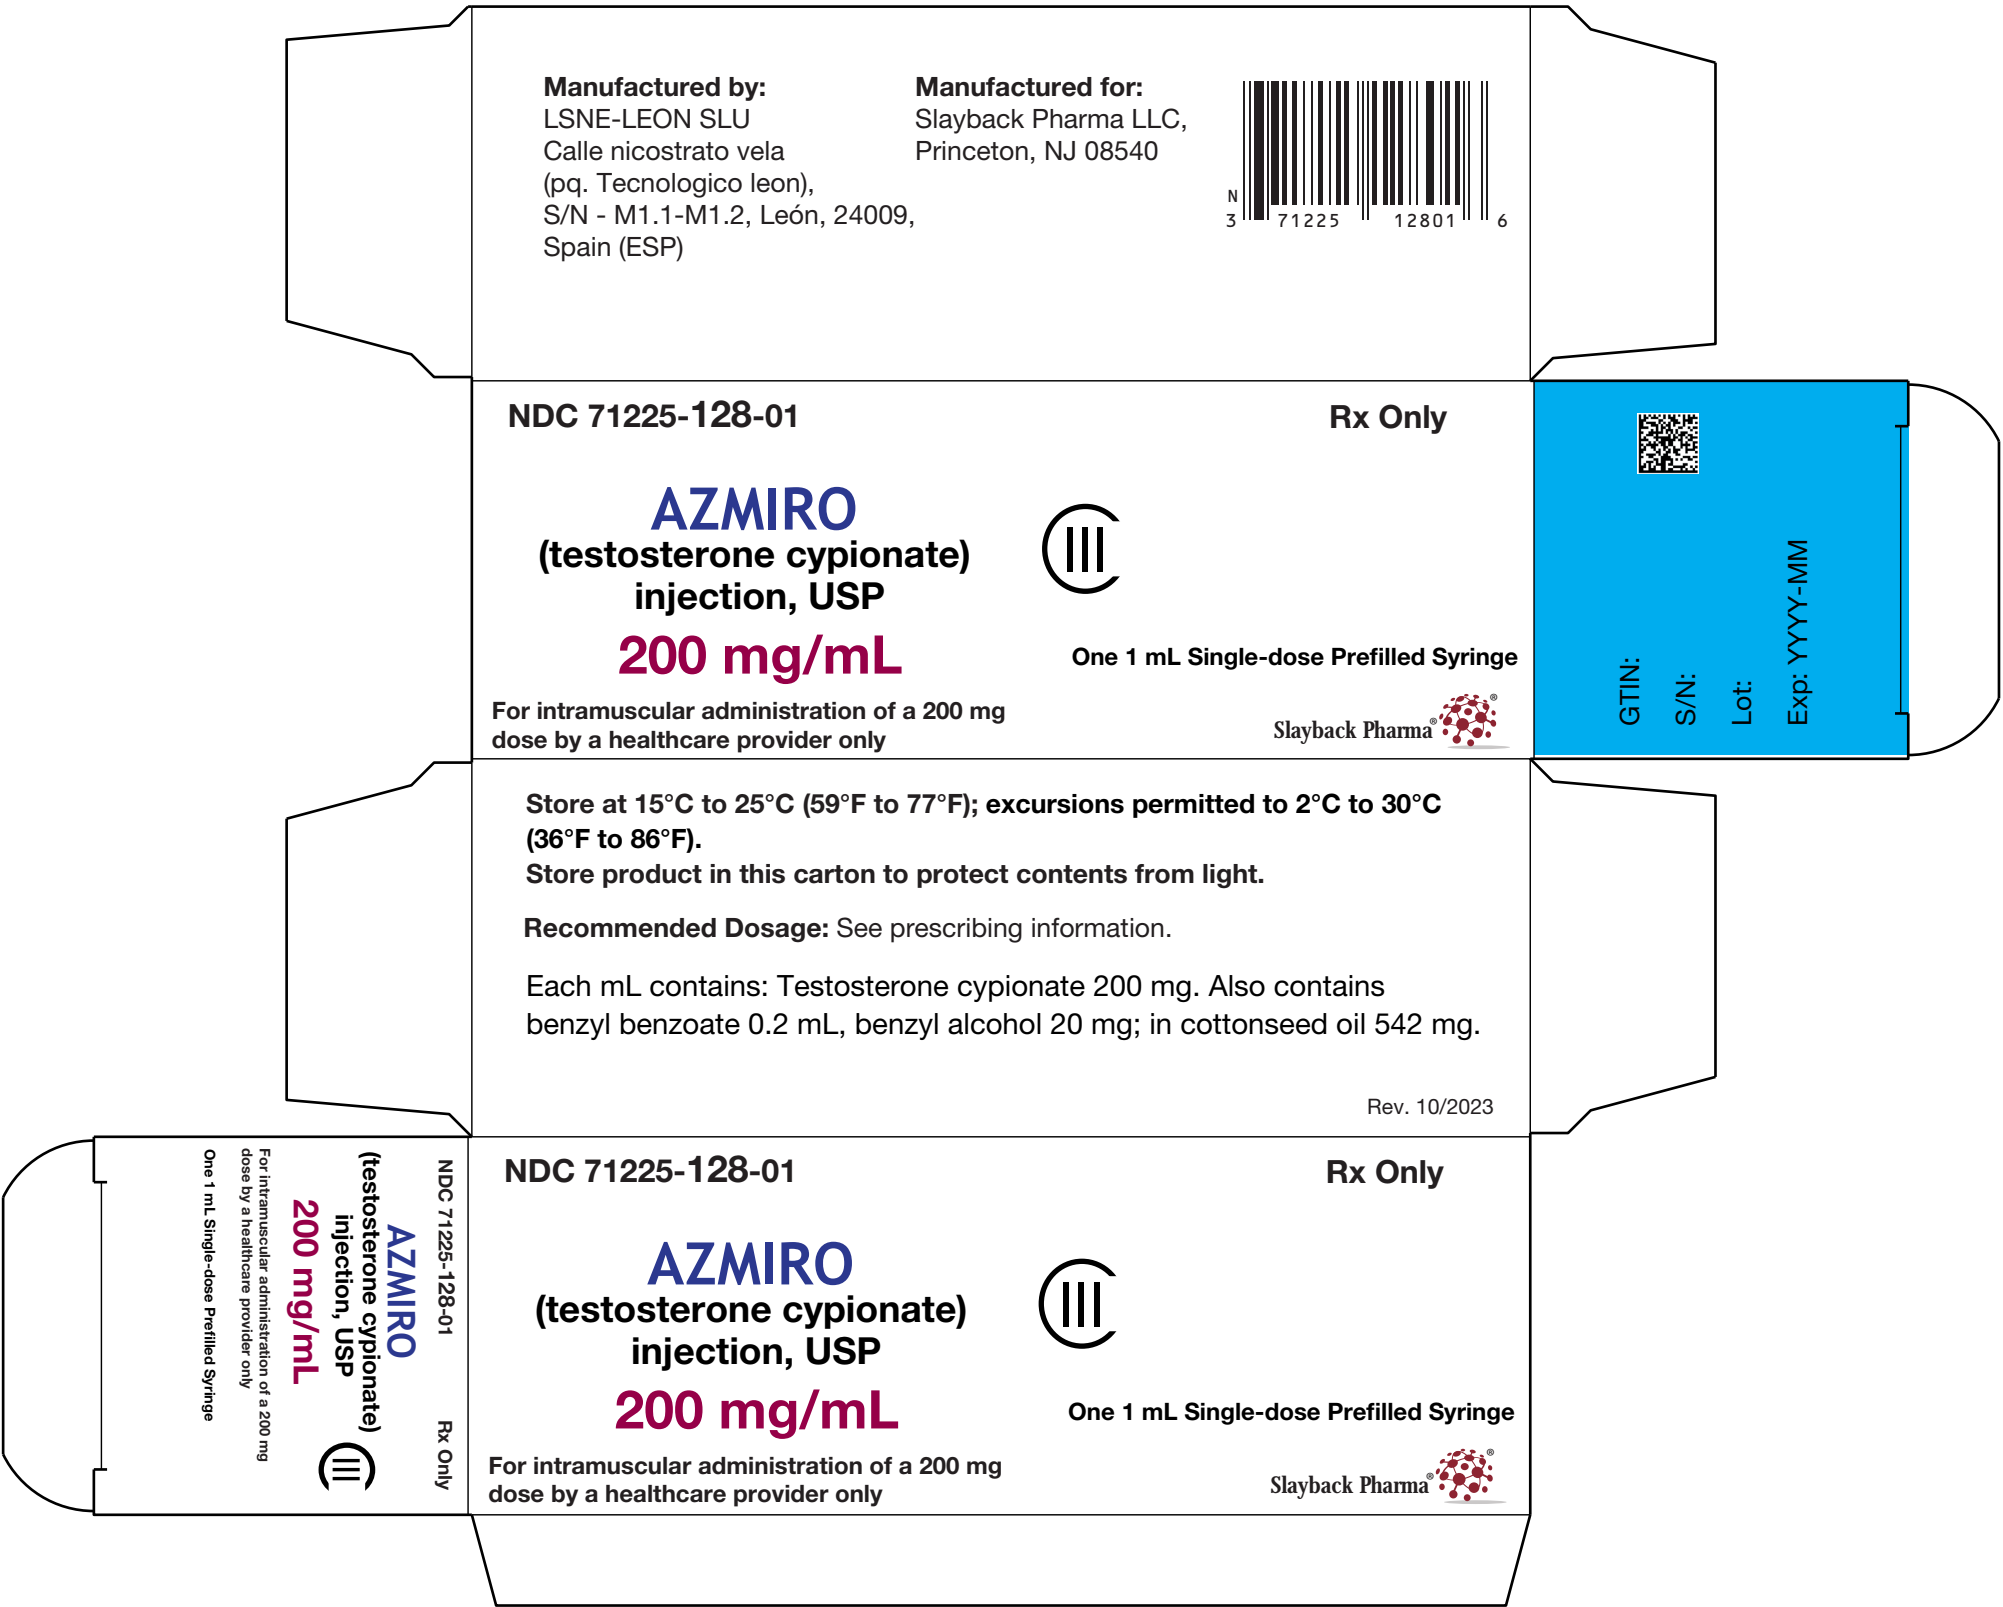 Manufactured by:
LSNE-LEON SLU
Calle nicostrato vela
(pq. Tecnologico leon),
S/N - M1.1-M1.2, León, 24009,
Spain (ESP)
Manufactured for:
Slayback Pharma LLC,
Princeton, NJ 08540
N
3 71225 12801 6
NDC 71225-128-01
Rx Only
AZMIRO
(testosterone cypionate)
injection, USP
200 mg/mL
CIII
One 1 mL Single-dose Prefilled Syringe
For intramuscular administration of a 200 mg
dose by a healthcare provider only
Slayback Pharma®
®
GTIN:
S/N:
Lot:
Exp: YYYY-MM
Store at 15°C to 25°C (59°F to 77°F); excursions permitted to 2°C to 30°C
(36°F to 86°F).
Store product in this carton to protect contents from light.
Recommended Dosage: See prescribing information.
Each mL contains: Testosterone cypionate 200 mg. Also contains
benzyl benzoate 0.2 mL, benzyl alcohol 20 mg; in cottonseed oil 542 mg.
Rev. 10/2023
NDC 71225-128-01
Rx Only
AZMIRO
(testosterone cypionate)
injection, USP
200 mg/mL
CIII
For intramuscular administration of a 200 mg
dose by a healthcare provider only
One 1 mL Single-dose Prefilled Syringe
NDC 71225-128-01
Rx Only
AZMIRO
(testosterone cypionate)
injection, USP
200 mg/mL
CIII
One 1 mL Single-dose Prefilled Syringe
For intramuscular administration of a 200 mg
dose by a healthcare provider only
Slayback Pharma®
®